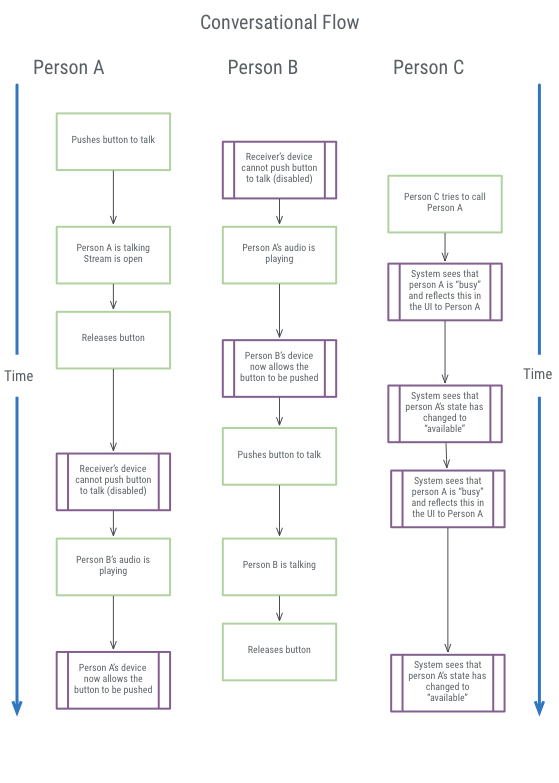 Conversational Flow
Person A
Person B
Person C
Pushes button to talk
Person A is talking
Stream is open
Releases button
Receiver's device
cannot push button
to talk (disabled)
Person B's audio is
playing
Person A's device
now allows the
button to be pushed
Receiver's device
cannot push button
to talk (disabled)
Person A's audio is
playing
Person B's device
now allows the
button to be pushed
Pushes button to talk
Person B is talking
Releases button
Person C tries to call
Person A
System sees that
person A is "busy"
and reflects this in
the UI to Person A
System sees that
person A's state has
changed to
"available"
System sees that
person A is "busy"
and reflects this in
the UI to Person A
System sees that
person A's state has
changed to
"available"
Time
Time